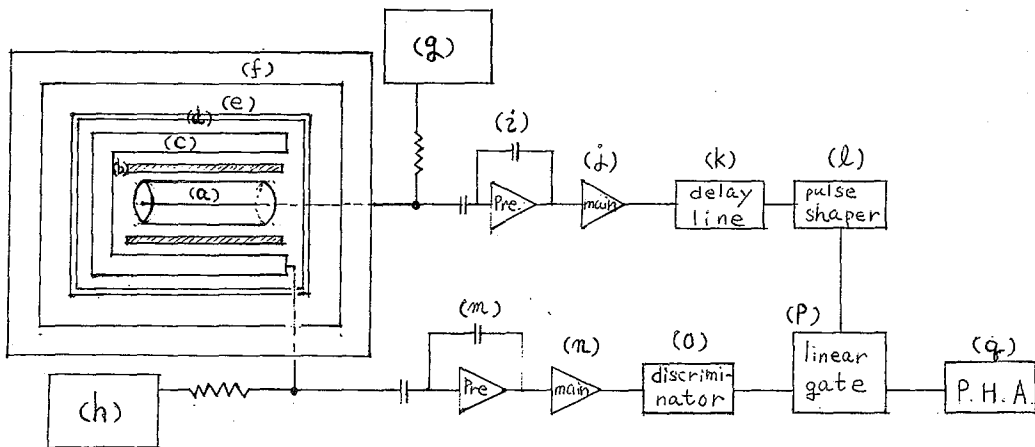 (g)
(f)
(e)
(d)
(c)
(b)
(a)
(i)
Pre.
(j)
main
(k)
delay
line
(l)
pulse
shaper
(m)
Pre
(n)
main
(o)
discrimi-
nator
(p)
linear
gate
(q)
P. H. A.
(h)